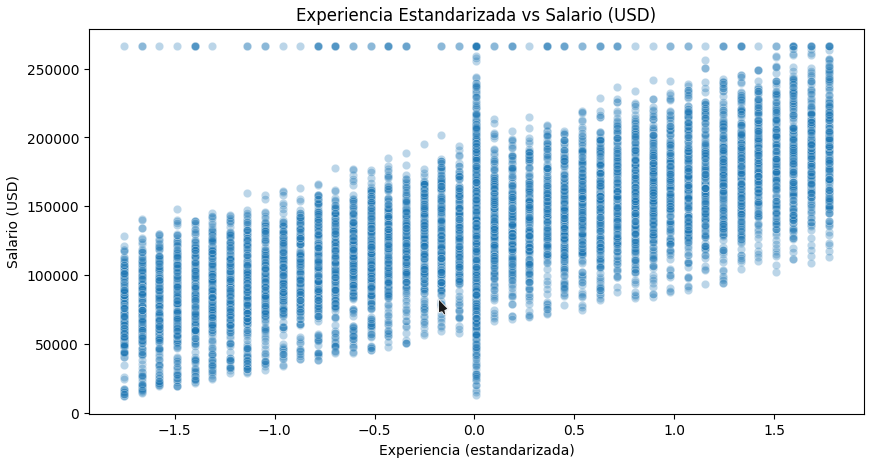 Experiencia Estandarizada vs Salario (USD)
250000
200000
150000
100000
50000
0
Salario (USD)
−1.5 −1.0 −0.5 0.0 0.5 1.0 1.5
Experiencia (estandarizada)